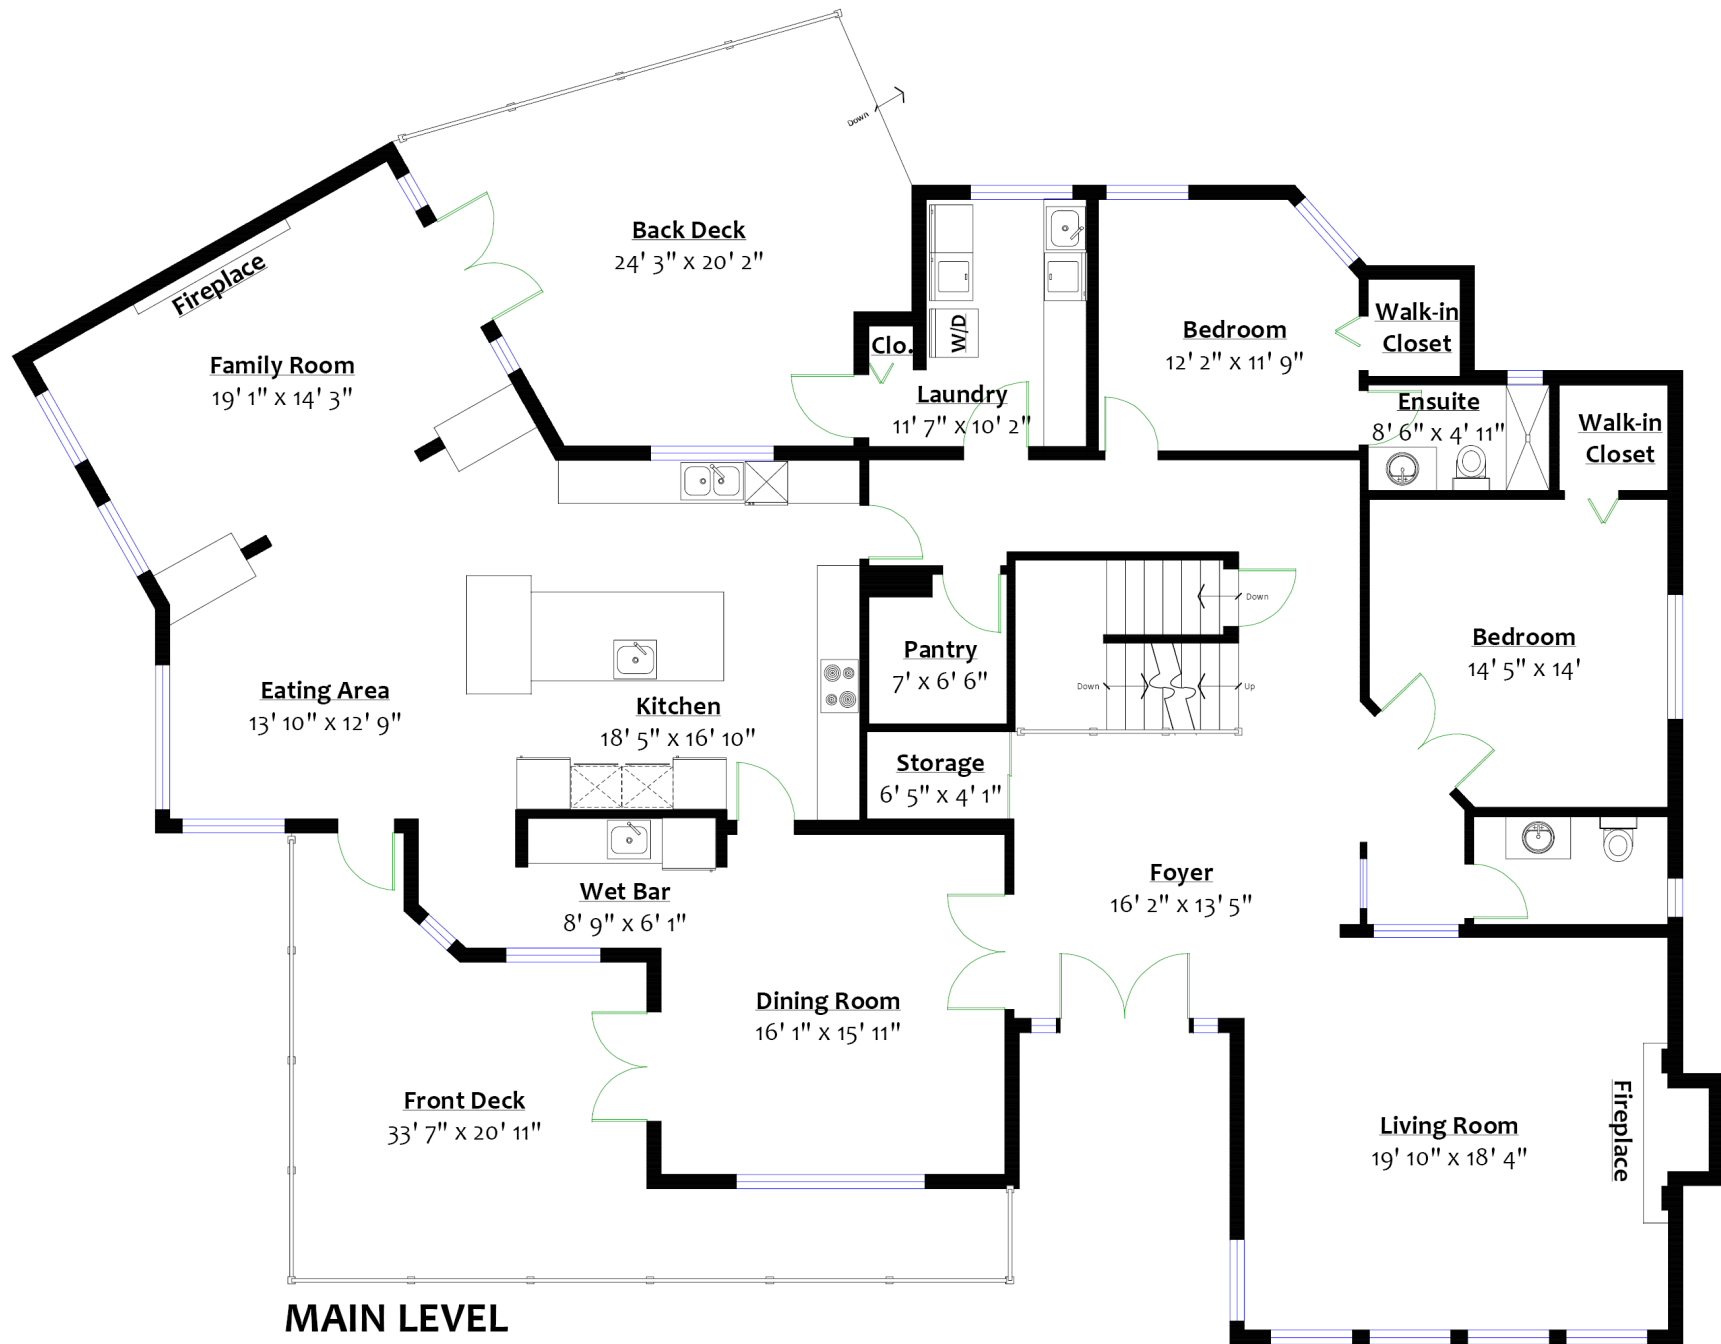 Down
Back Deck
24' 3" x 20' 2"
Fireplace
Family Room
19' 1" x 14' 3"
Clo.
W/D
Laundry
11' 7" x 10' 2"
Bedroom
12' 2" x 11' 9"
Walk-in
Closet
Ensuite
8' 6" x 4' 11"
Walk-in
Closet
Down
Pantry
7' x 6' 6"
Bedroom
14' 5" x 14'
Eating Area
13' 10" x 12' 9"
Kitchen
18' 5" x 16' 10"
Down
Up
Storage
6' 5" x 4' 1"
Wet Bar
8' 9" x 6' 1"
Foyer
16' 2" x 13' 5"
Dining Room
16' 1" x 15' 11"
Front Deck
33' 7" x 20' 11"
Living Room
19' 10" x 18' 4"
Fireplace
MAIN LEVEL